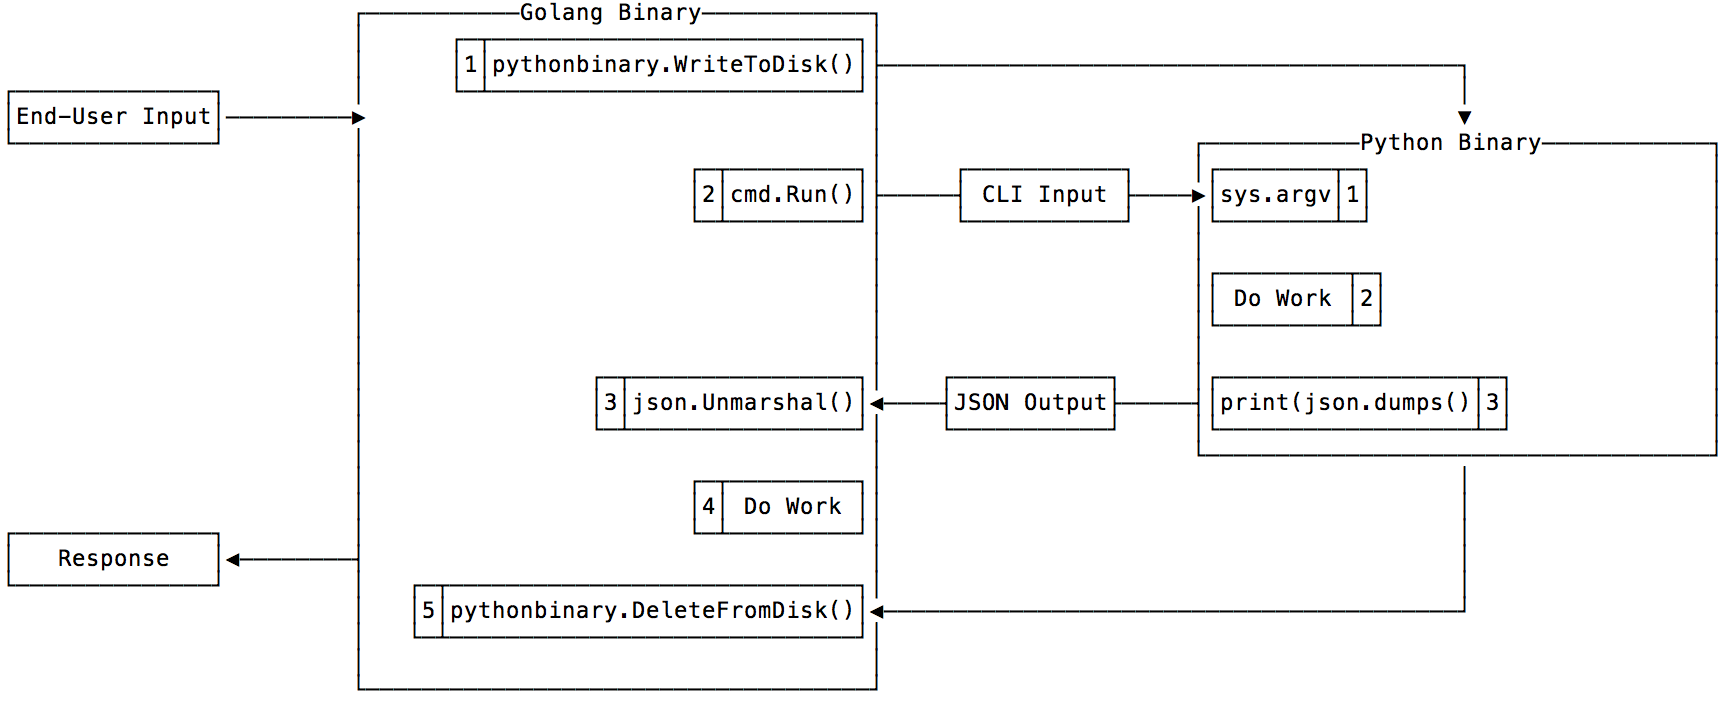 Golang Binary
1 pythonbinary.WriteToDisk()
End-User Input
Python Binary
2 cmd.Run()
CLI Input
sys.argv 1
Do Work 2
3 json.Unmarshal()
JSON Output
print(json.dumps() 3
4 Do Work
Response
5 pythonbinary.DeleteFromDisk()